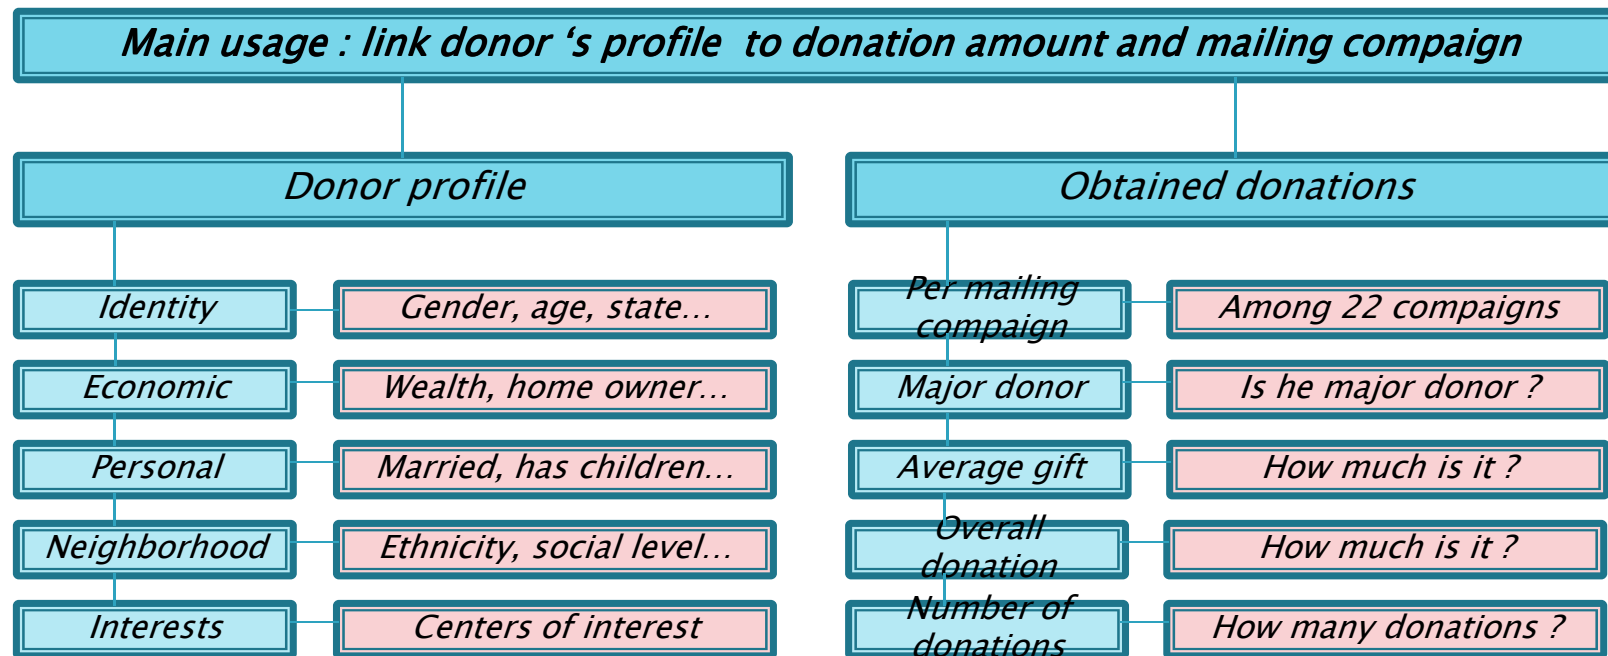 Main usage : link donor ‘s profile to donation amount and mailing compaign
Donor profile
Identity
Gender, age, state...
Economic
Wealth, home owner...
Personal
Married, has children...
Neighborhood
Ethnicity, social level...
Interests
Centers of interest
Obtained donations
Per mailing
compaign
Among 22 compaigns
Major donor
Is he major donor ?
Average gift
How much is it ?
Overall
donation
How much is it ?
Number of
donations
How many donations ?